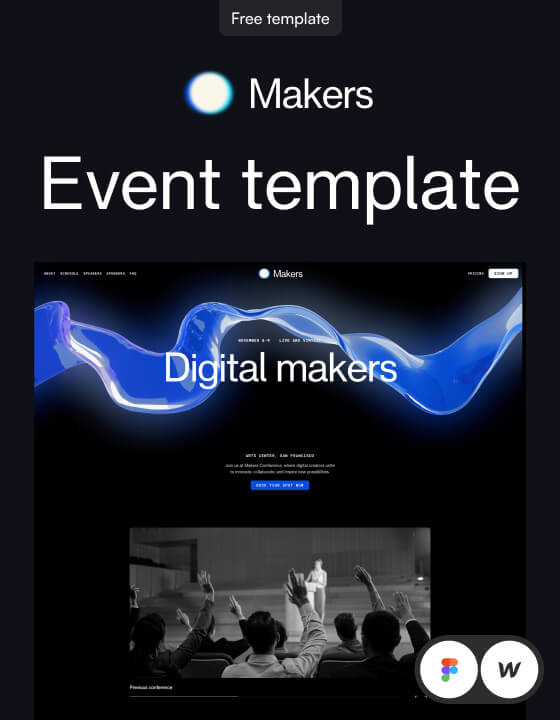 Free template
Makers
Event template
ABOUT SCHEDULE SPEAKERS SPONSORS FAQ
Makers
PRICING
SIGN UP
NOVEMBER 8-9 LIVE AND VIRTUAL
Digital makers
ARTS CENTER, SAN FRANCISCO
Join us at Makers Conference, where digital creators unite
to innovate, collaborate, and inspire new possibilities.
BOOK YOUR SPOT NOW
Previous conference
W